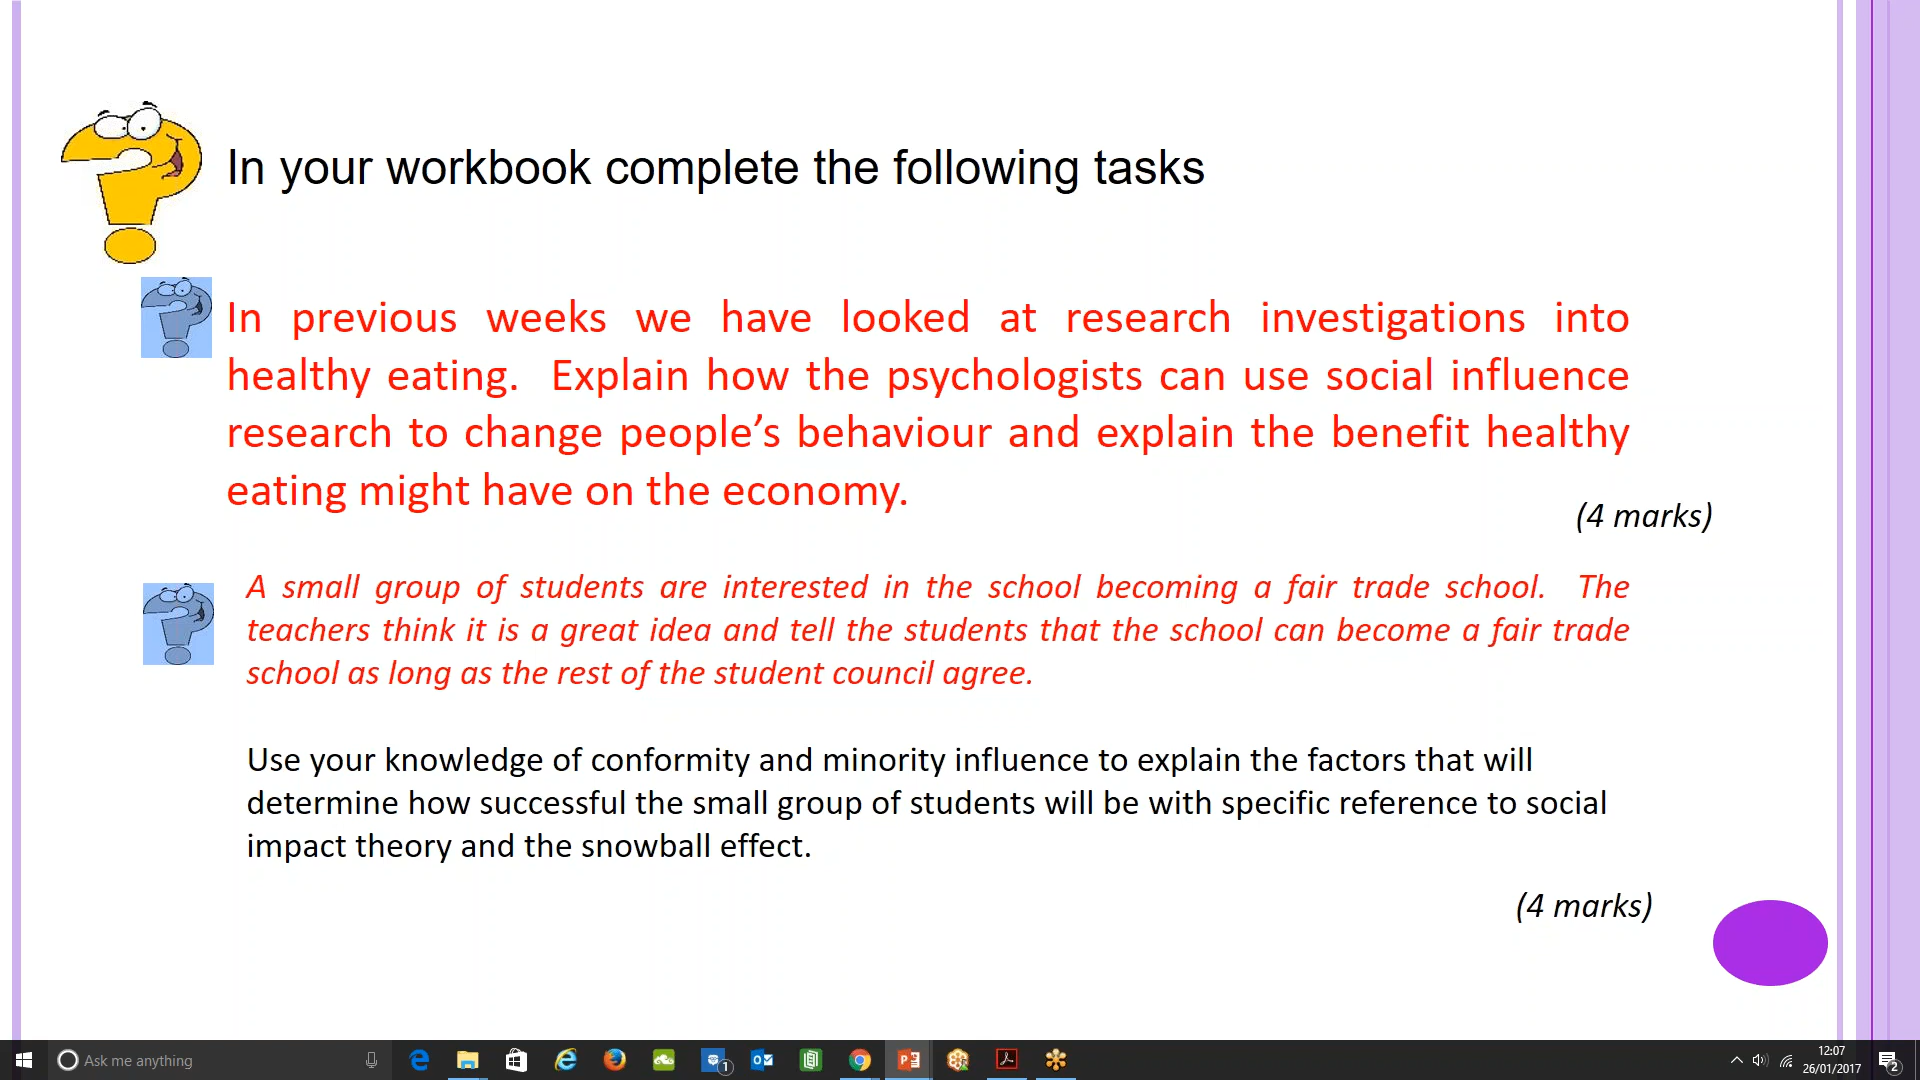 In your workbook complete the following tasks
In previous weeks we have looked at research investigations into
healthy eating. Explain how the psychologists can use social influence
research to change people’s behaviour and explain the benefit healthy
eating might have on the economy.
(4 marks)
A small group of students are interested in the school becoming a fair trade school. The
teachers think it is a great idea and tell the students that the school can become a fair trade
school as long as the rest of the student council agree.
Use your knowledge of conformity and minority influence to explain the factors that will
determine how successful the small group of students will be with specific reference to social
impact theory and the snowball effect.
(4 marks)
Ask me anything
1
12:07
26/01/2017
2